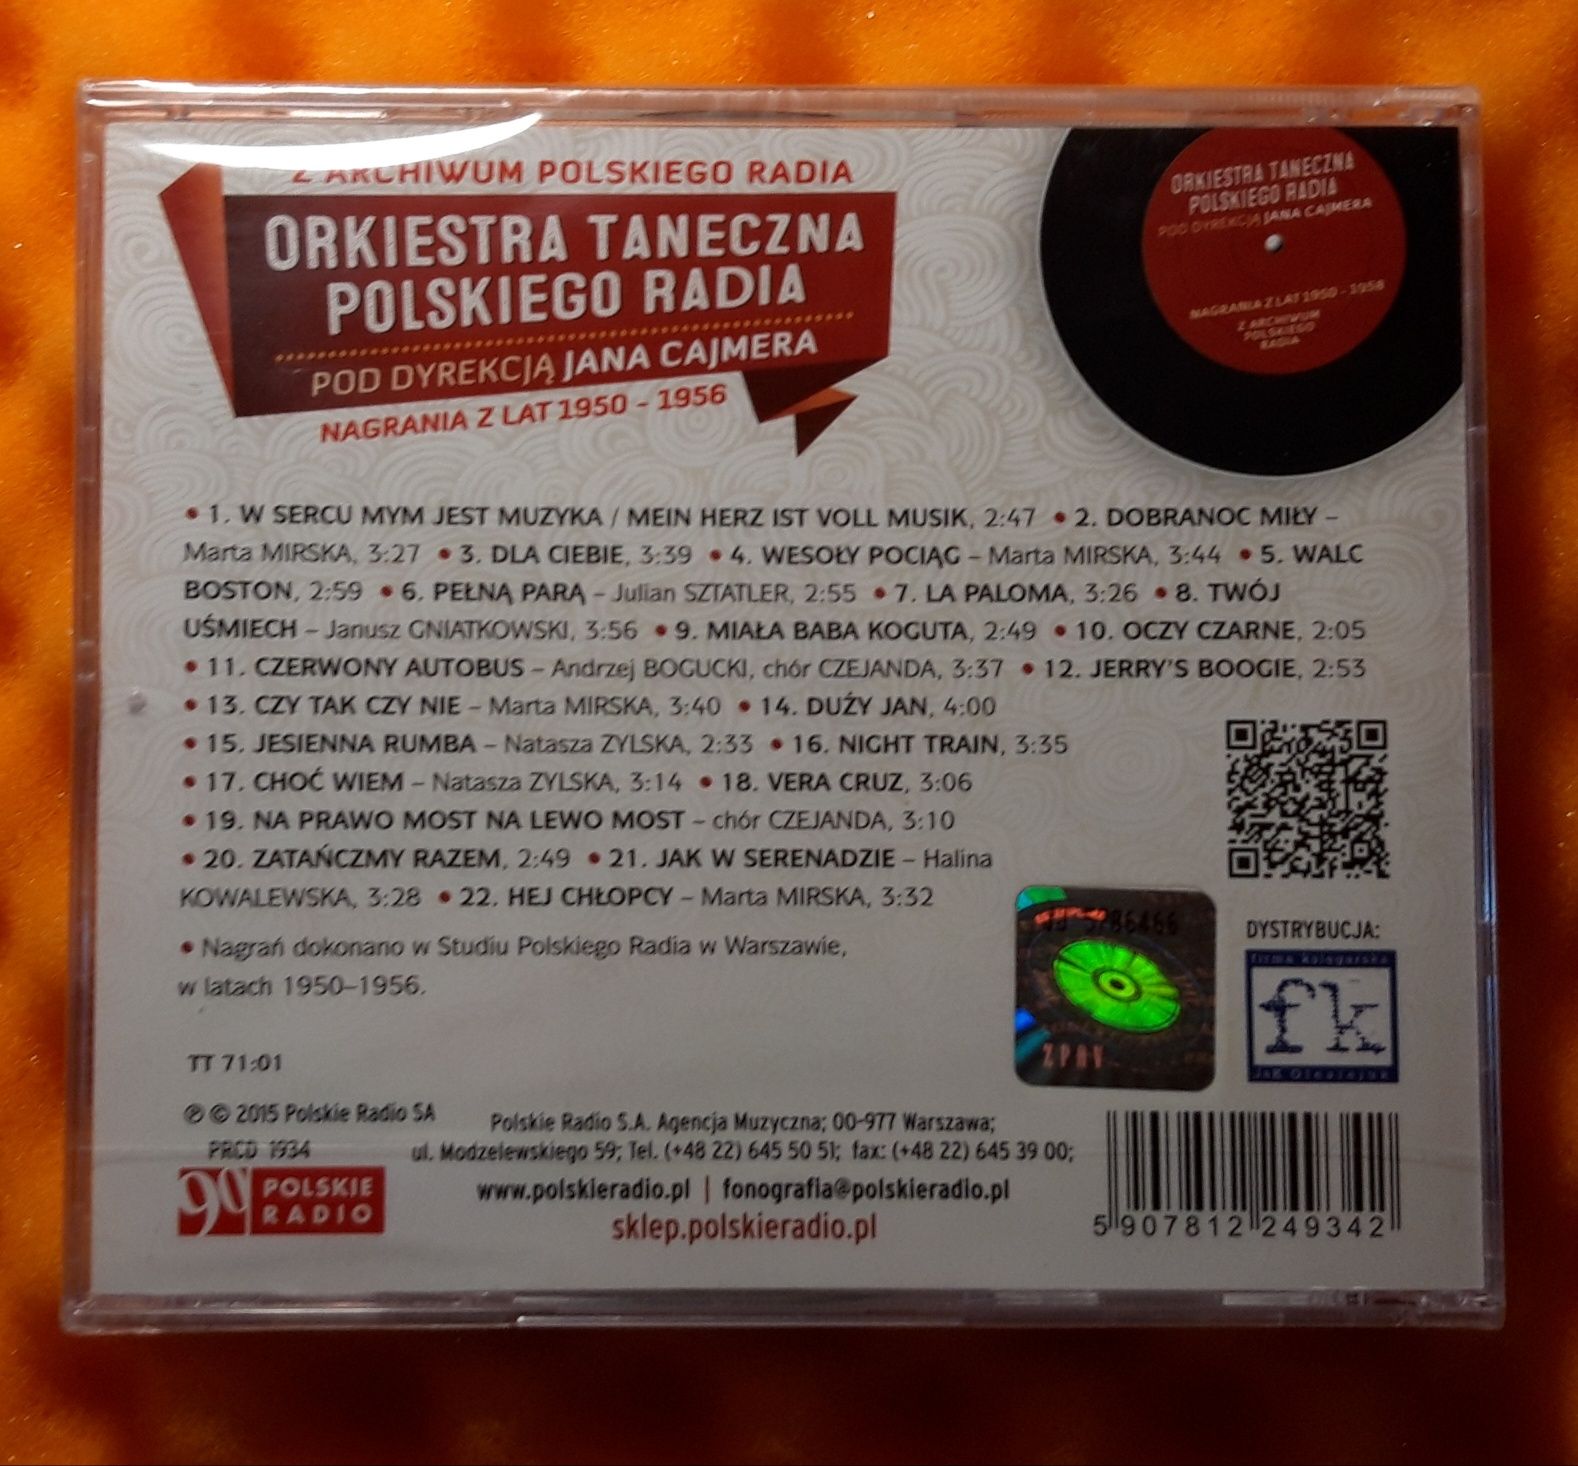 Z ARCHIWUM POLSKIEGO RADIA
ORKIESTRA TANECZNA
POLSKIEGO RADIA
POD DYREKCJĄ JANA CAJMERA
NAGRANIA Z LAT 1950 - 1956
ORKIESTRA TANECZNA
POLSKIEGO RADIA
POD DYREKCJĄ JANA CAJMERA
NAGRANIA Z LAT 1950 - 1958
Z ARCHIWUM
POLSKIEGO
RADIA
• 1. W SERCU MYM JEST MUZYKA / MEIN HERZ IST VOLL MUSIK, 2:47 • 2. DOBRANOC MIŁY –
Marta MIRSKA, 3:27 • 3. DLA CIEBIE, 3:39 • 4. WESOŁY POCIĄG – Marta MIRSKA, 3:44 • 5. WALC
BOSTON, 2:59 • 6. PEŁNĄ PARĄ – Julian SZTATLER, 2:55 • 7. LA PALOMA, 3:26 • 8. TWÓJ
UŚMIECH – Janusz GNIATKOWSKI, 3:56 • 9. MIAŁA BABA KOGUTA, 2:49 • 10. OCZY CZARNE, 2:05
• 11. CZERWONY AUTOBUS – Andrzej BOGUCKI, chór CZEJANDA, 3:37 • 12. JERRY'S BOOGIE, 2:53
• 13. CZY TAK CZY NIE – Marta MIRSKA, 3:40 • 14. DUŻY JAN, 4:00
• 15. JESIENNA RUMBA – Natasza ZYLSKA, 2:33 • 16. NIGHT TRAIN, 3:35
• 17. CHOĆ WIEM – Natasza ZYLSKA, 3:14 • 18. VERA CRUZ, 3:06
• 19. NA PRAWO MOST NA LEWO MOST – chór CZEJANDA, 3:10
• 20. ZATAŃCZMY RAZEM, 2:49 • 21. JAK W SERENADZIE – Halina
KOWALEWSKA, 3:28 • 22. HEJ CHŁOPCY – Marta MIRSKA, 3:32
• Nagrań dokonano w Studiu Polskiego Radia w Warszawie,
w latach 1950–1956.
TT 71:01
℗ © 2015 Polskie Radio SA
PRCD 1934
90 POLSKIE
RADIO
Polskie Radio S.A. Agencja Muzyczna; 00-977 Warszawa;
ul. Modzelewskiego 59; Tel. (+48 22) 645 50 51; fax: (+48 22) 645 39 00;
www.polskieradio.pl | fonografia@polskieradio.pl
sklep.polskieradio.pl
ZPAV
DYSTRYBUCJA:
firma księgarska
fk
5 907812 249342